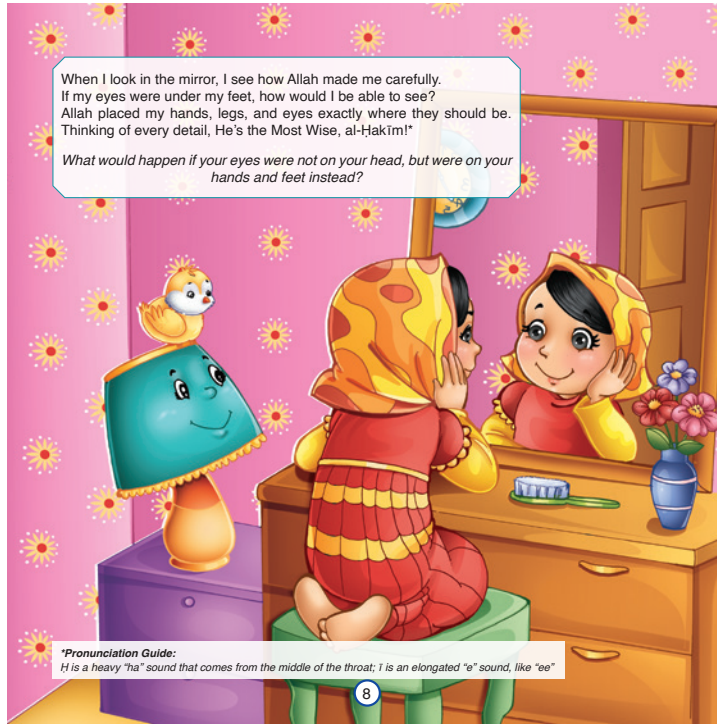 When I look in the mirror, I see how Allah made me carefully.
If my eyes were under my feet, how would I be able to see?
Allah placed my hands, legs, and eyes exactly where they should be.
Thinking of every detail, He's the Most Wise, al-Ḥakīm!*
What would happen if your eyes were not on your head, but were on your
hands and feet instead?
*Pronunciation Guide:
Ḥ is a heavy “ha” sound that comes from the middle of the throat; ī is an elongated “e” sound, like “ee”
8